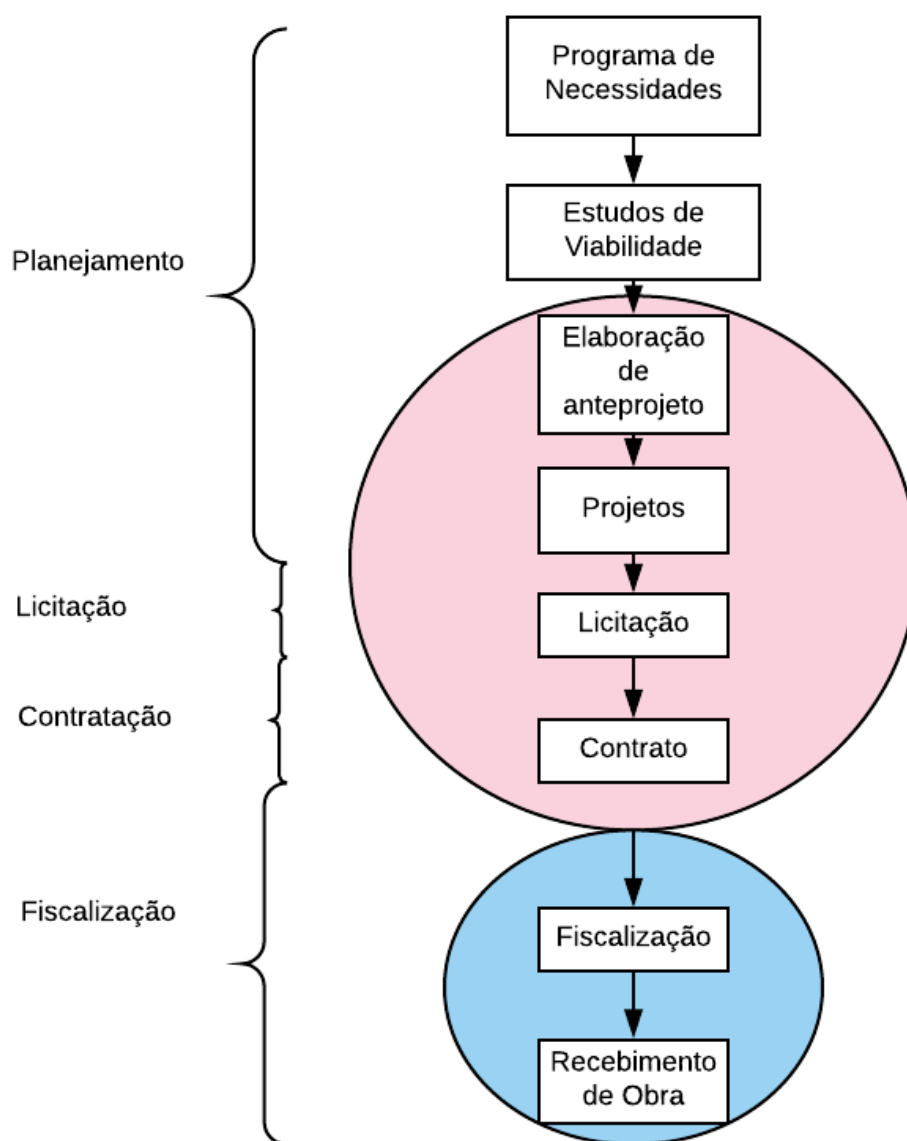 Programa de
Necessidades
Estudos de
Viabilidade
Planejamento
Elaboração
de
anteprojeto
Projetos
Licitação
Licitação
Contratação
Contrato
Fiscalização
Fiscalização
Recebimento
de Obra